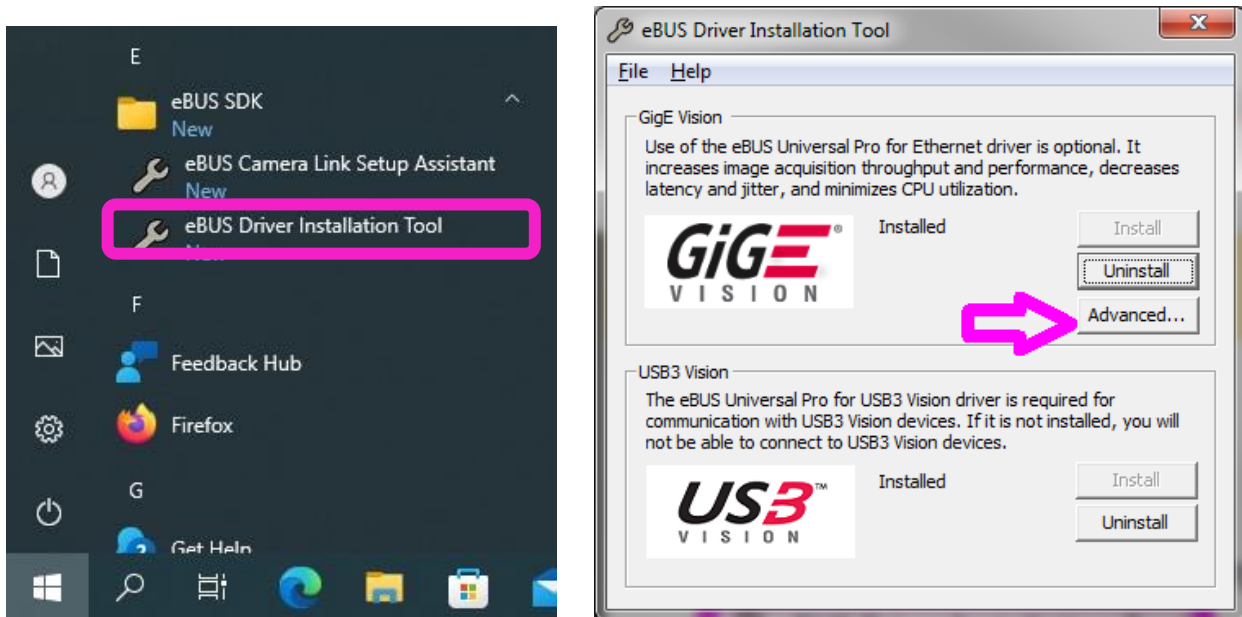 E
eBUS SDK
New
eBUS Camera Link Setup Assistant
New
eBUS Driver Installation Tool
New
F
Feedback Hub
Firefox
G
Get Help
eBUS Driver Installation Tool
File Help
GigE Vision
Use of the eBUS Universal Pro for Ethernet driver is optional. It
increases image acquisition throughput and performance, decreases
latency and jitter, and minimizes CPU utilization.
GiGE®
VISION
Installed
Install
Uninstall
Advanced...
USB3 Vision
The eBUS Universal Pro for USB3 Vision driver is required for
communication with USB3 Vision devices. If it is not installed, you will
not be able to connect to USB3 Vision devices.
USB3™
VISION
Installed
Install
Uninstall